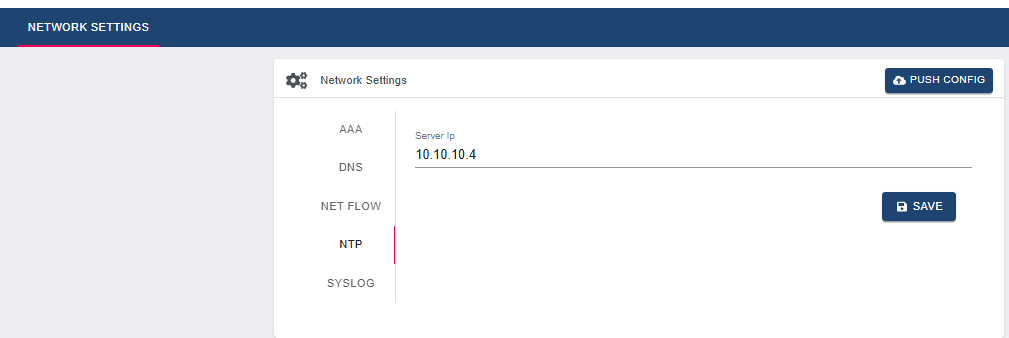 NETWORK SETTINGS
Network Settings
PUSH CONFIG
AAA
DNS
NET FLOW
NTP
SYSLOG
Server Ip
10.10.10.4
SAVE